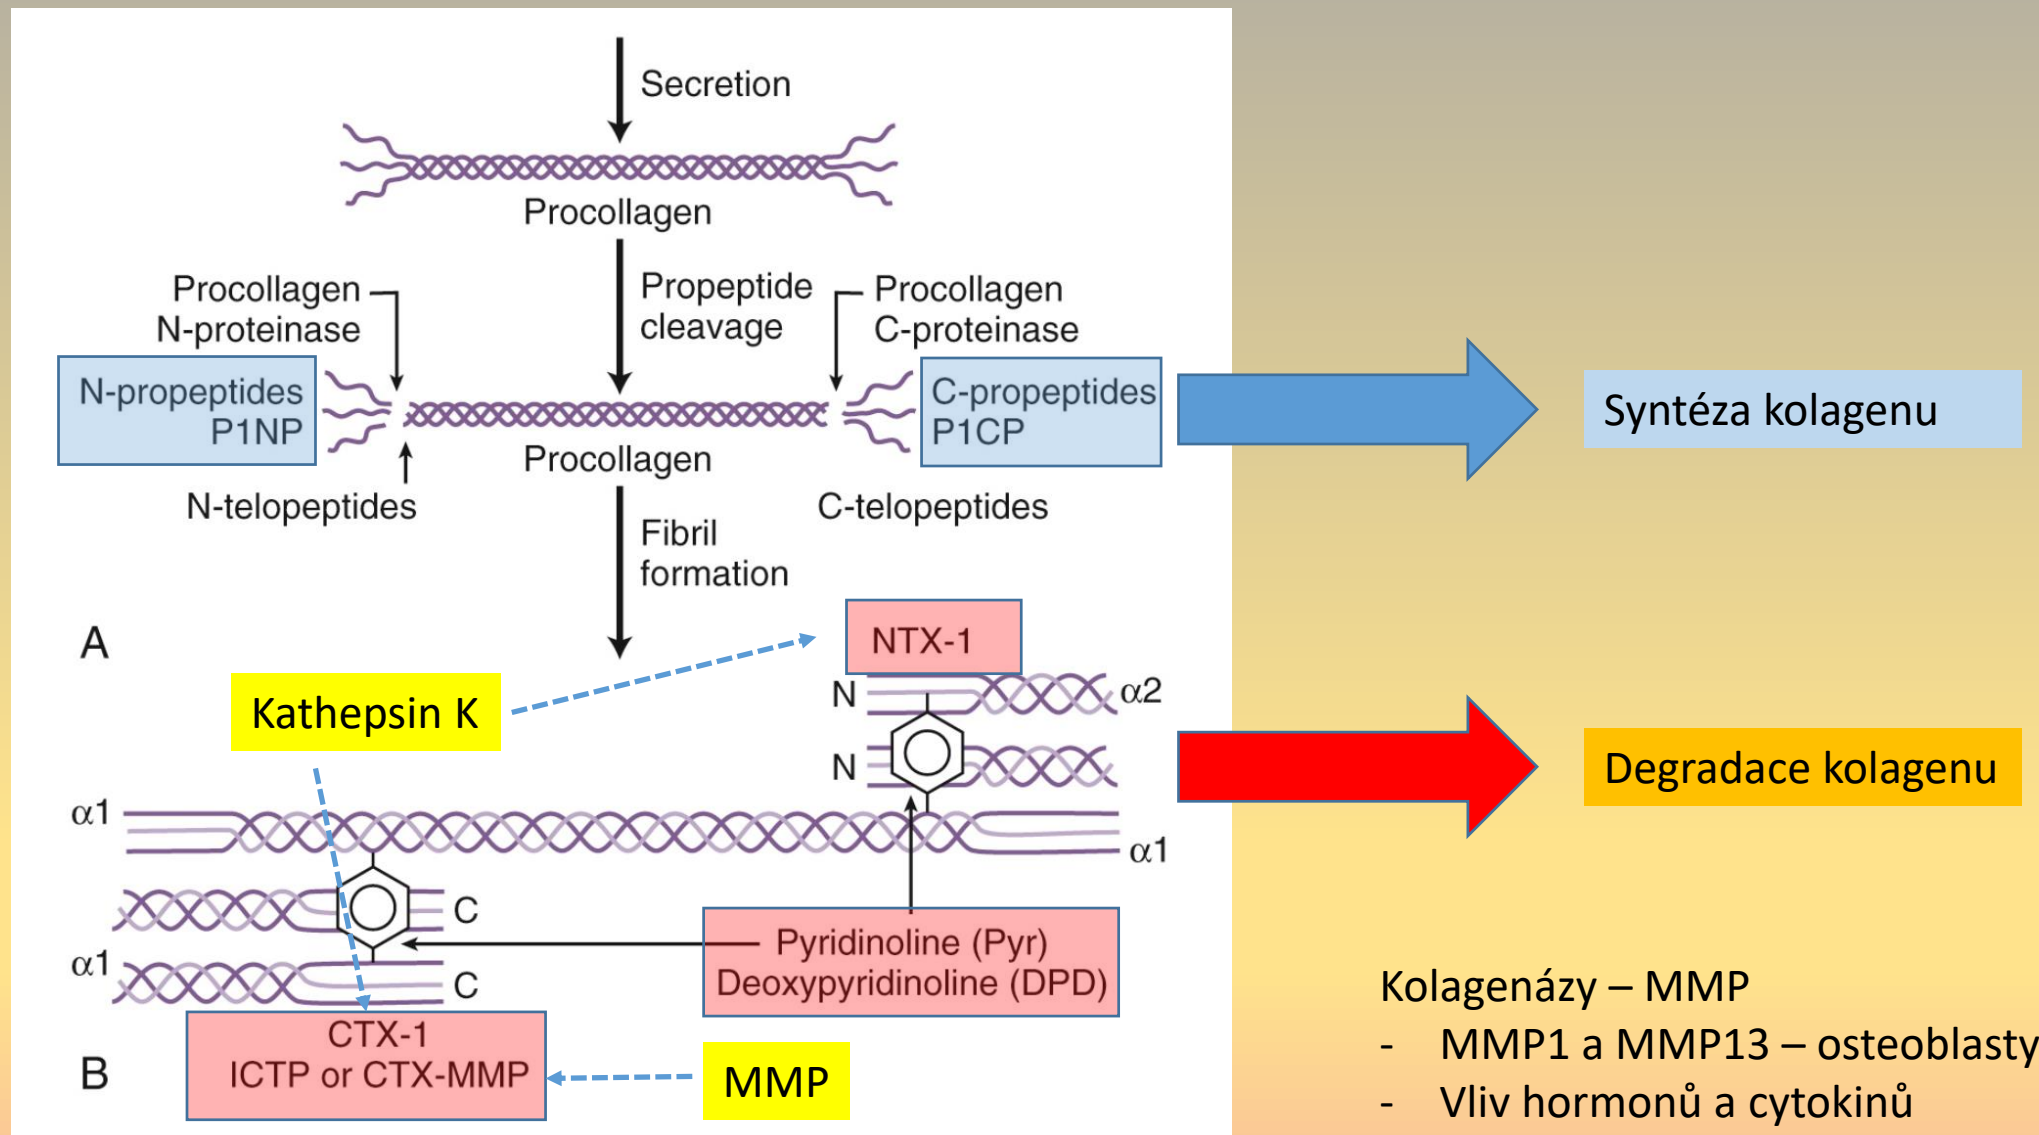 Secretion
Procollagen
Procollagen
N-proteinase
Propeptide
cleavage
Procollagen
C-proteinase
N-propeptides
P1NP
C-propeptides
P1CP
Syntéza kolagenu
Procollagen
N-telopeptides
C-telopeptides
Fibril
formation
A
NTX-1
Kathepsin K
N
α2
N
Degradace kolagenu
α1
α1
C
Pyridinoline (Pyr)
Deoxypyridinoline (DPD)
α1
C
CTX-1
ICTP or CTX-MMP
B
MMP
Kolagenázy – MMP
- MMP1 a MMP13 – osteoblasty
- Vliv hormonů a cytokinů